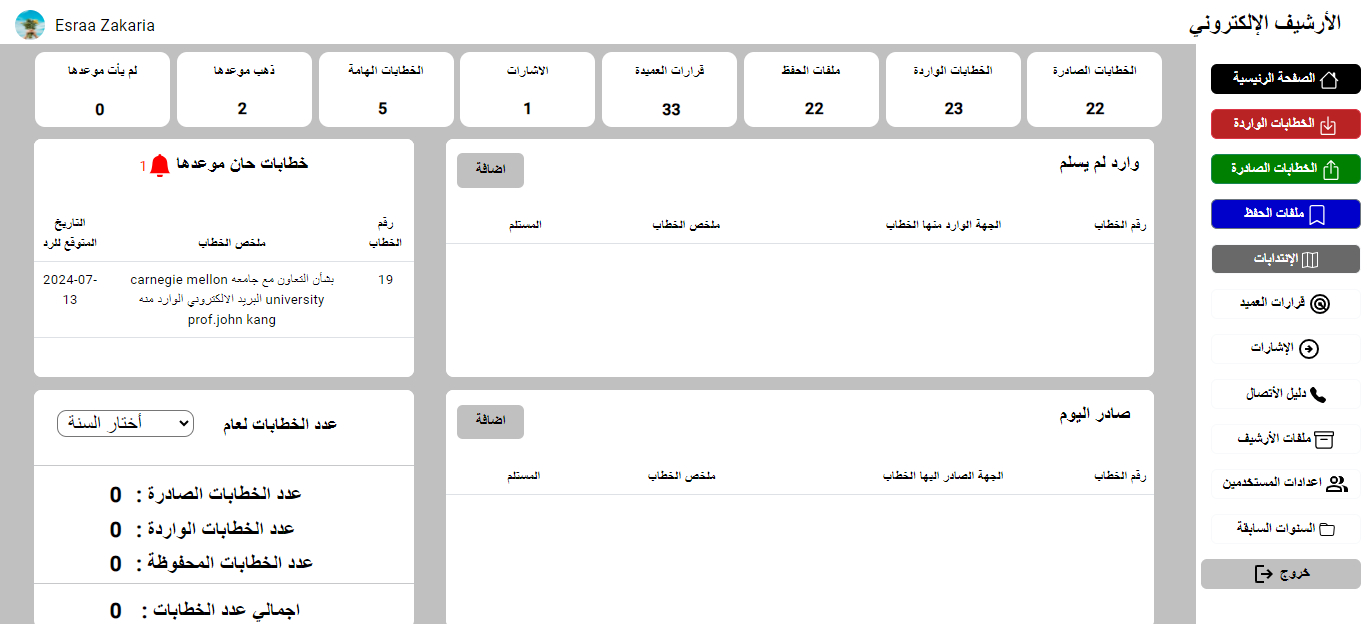 الأرشيف الإلكتروني
Esraa Zakaria
الصفحة الرئيسية
الخطابات الواردة
الخطابات الصادرة
ملفات الحفظ
الإنتدابات
قرارات العميد
الإشارات
دليل الأتصال
ملفات الأرشيف
اعدادات المستخدمين
السنوات السابقة
خروج
الخطابات الصادرة
22
الخطابات الواردة
23
ملفات الحفظ
22
قرارات العميدة
33
الاشارات
1
الخطابات الهامة
5
ذهب موعدها
2
لم يأت موعدها
0
وارد لم يسلم
اضافة
رقم الخطاب
الجهة الوارد منها الخطاب
ملخص الخطاب
المستلم
خطابات حان موعدها 1
رقم الخطاب
ملخص الخطاب
التاريخ المتوقع للرد
19
بشأن التعاون مع جامعه carnegie mellon
university البريد الالكتروني الوارد منه
prof.john kang
2024-07-
13
صادر اليوم
اضافة
رقم الخطاب
الجهة الصادر اليها الخطاب
ملخص الخطاب
المستلم
عدد الخطابات لعام
أختار السنة
عدد الخطابات الصادرة : 0
عدد الخطابات الواردة : 0
عدد الخطابات المحفوظة : 0
اجمالي عدد الخطابات : 0